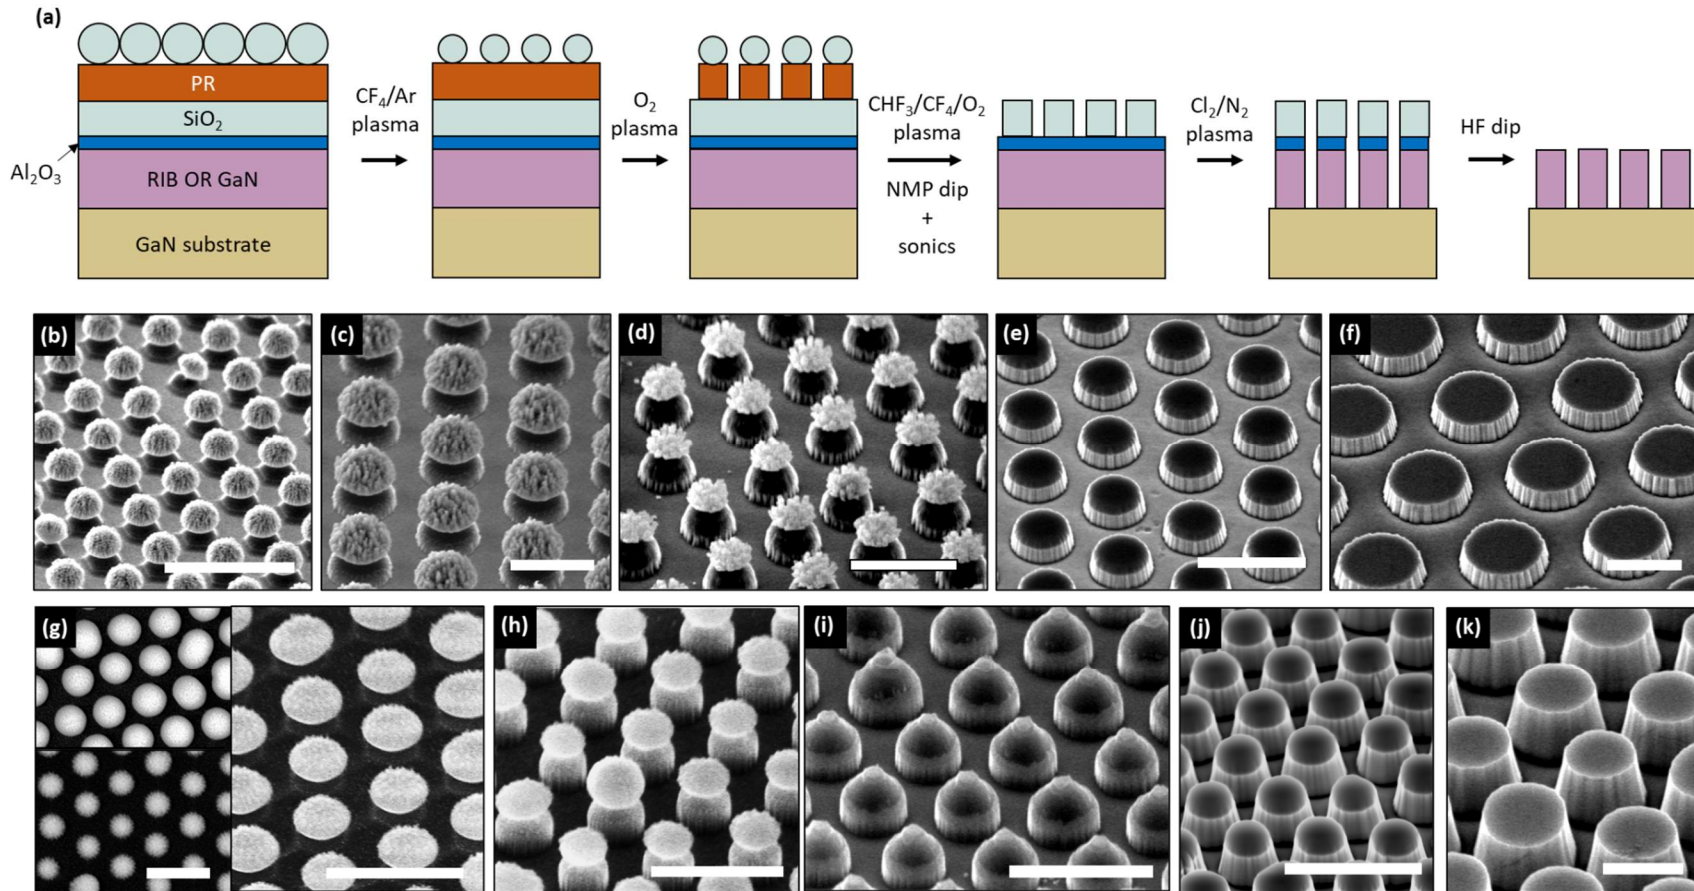 (a)
PR
SiO₂
Al₂O₃
RIB OR GaN
GaN substrate
CF₄/Ar
plasma
O₂
plasma
CHF₃/CF₄/O₂
plasma
NMP dip
+
sonics
Cl₂/N₂
plasma
HF dip
(b)
(c)
(d)
(e)
(f)
(g)
(h)
(i)
(j)
(k)